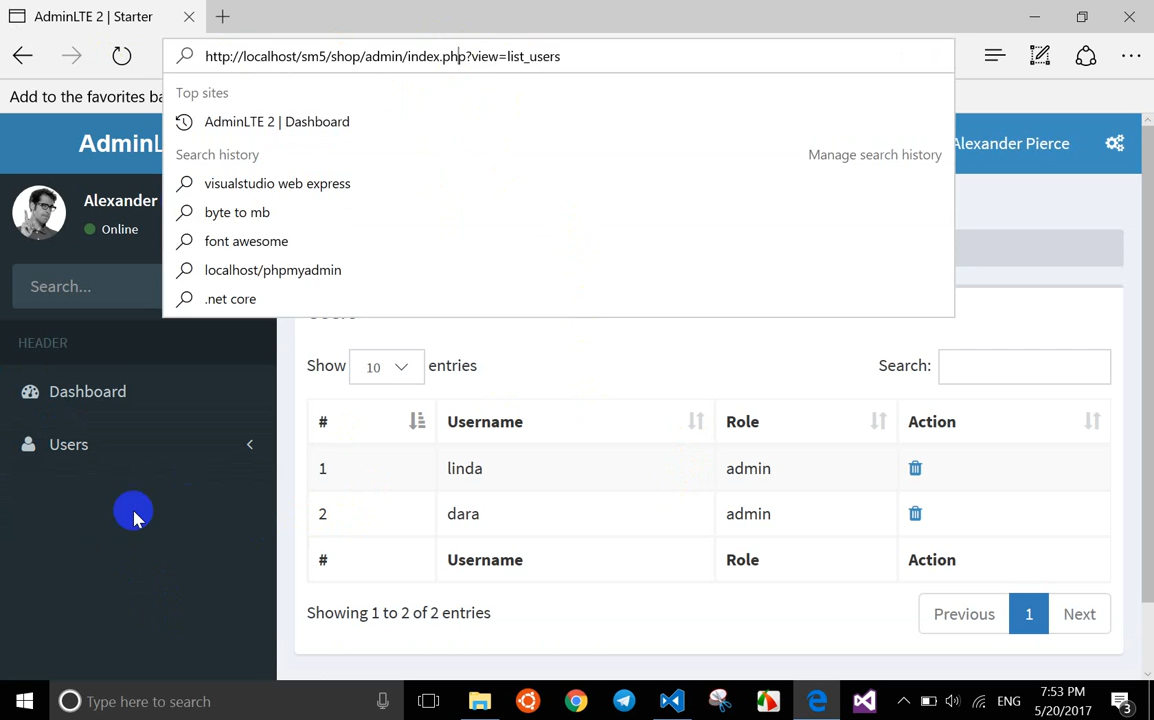 AdminLTE 2 | Starter
http://localhost/sm5/shop/admin/index.php?view=list_users
Add to the favorites ba
Top sites
AdminLTE 2 | Dashboard
Search history
Manage search history
visualstudio web express
byte to mb
font awesome
localhost/phpmyadmin
.net core
AdminL
Alexander Pierce
Alexander
Online
Search...
HEADER
Dashboard
Users
Show 10 entries
Search:
# Username Role Action
1 linda admin
2 dara admin
# Username Role Action
Showing 1 to 2 of 2 entries
Previous 1 Next
Type here to search
ENG
7:53 PM
5/20/2017
3